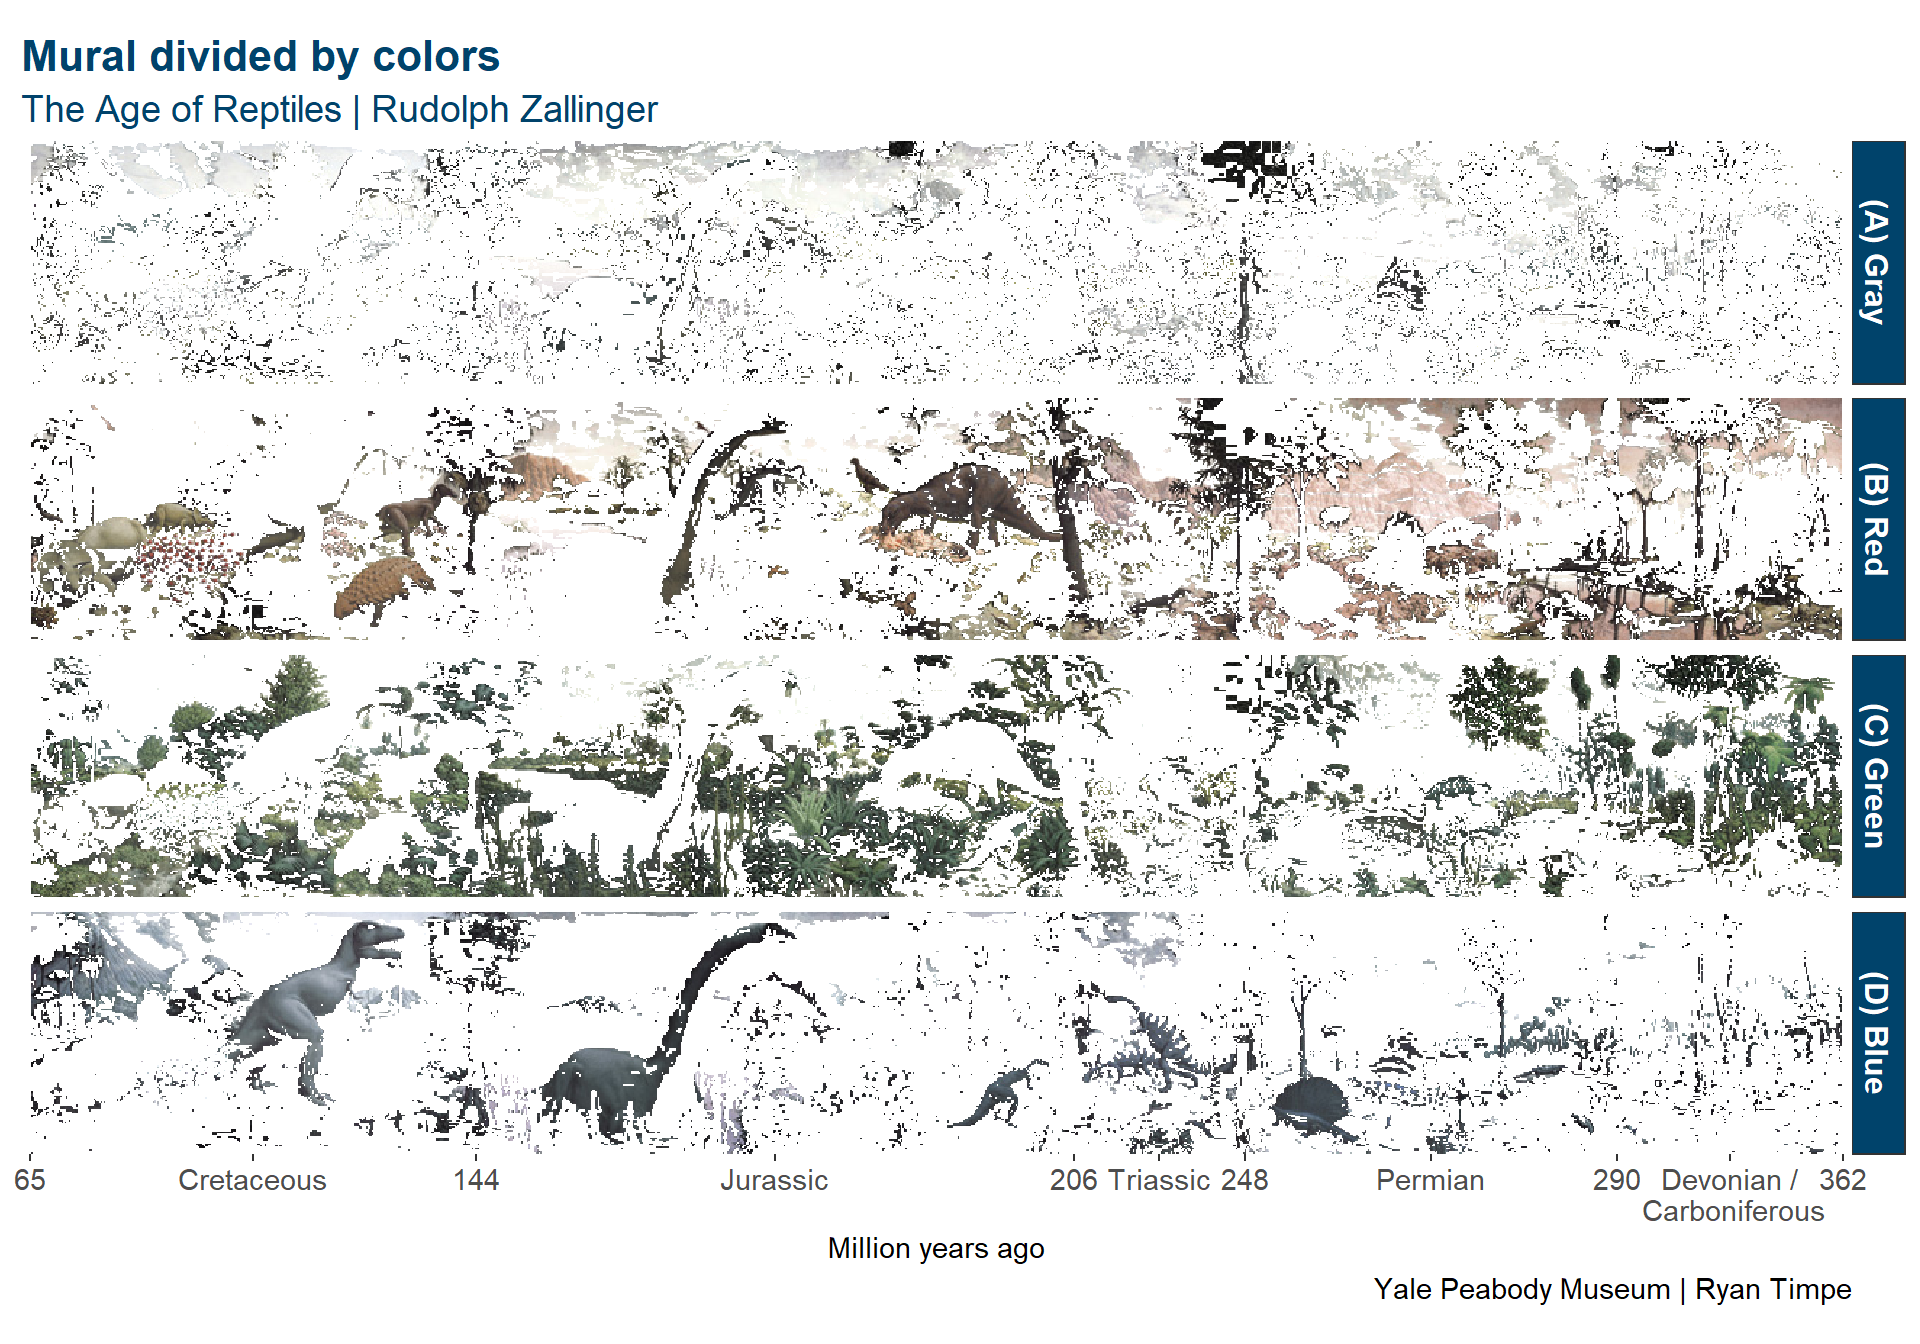 Mural divided by colors
The Age of Reptiles | Rudolph Zallinger
(A) Gray
(B) Red
(C) Green
(D) Blue
65 Cretaceous 144 Jurassic 206 Triassic 248 Permian 290 Devonian / 362
Carboniferous
Million years ago
Yale Peabody Museum | Ryan Timpe